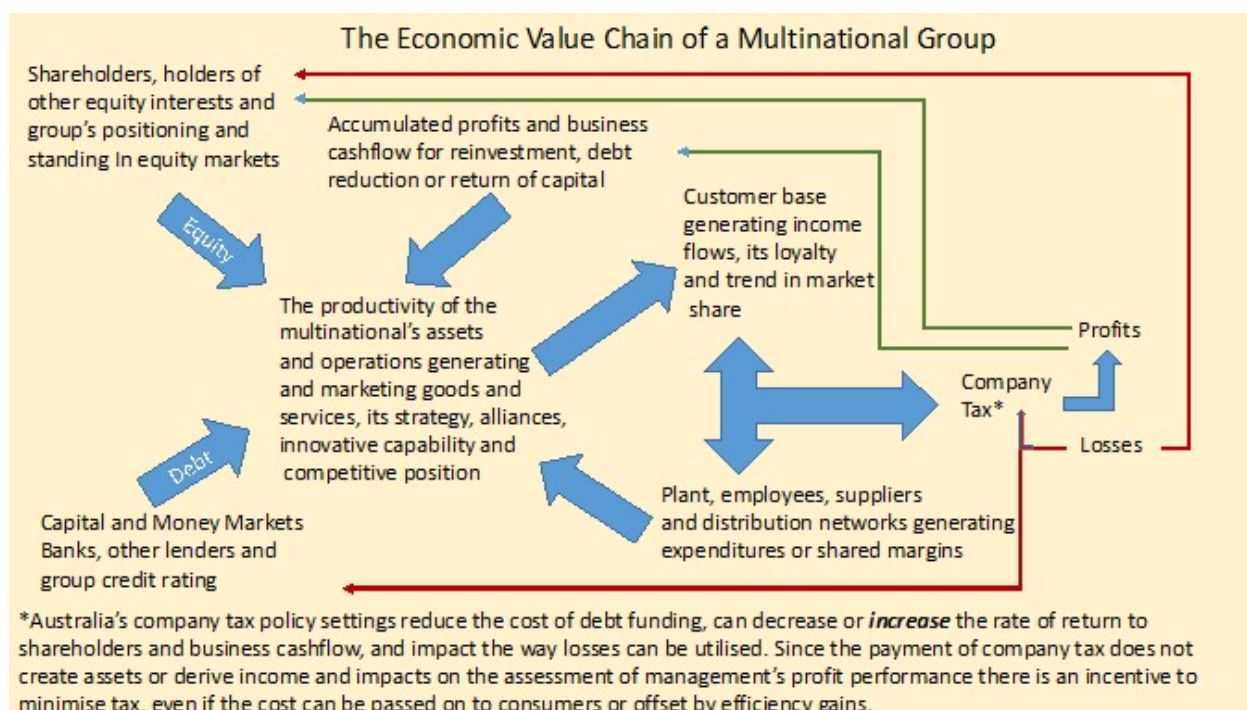 The Economic Value Chain of a Multinational Group
Shareholders, holders of
other equity interests and
group's positioning and
standing In equity markets
Accumulated profits and business
cashflow for reinvestment, debt
reduction or return of capital
Customer base
generating income
flows, its loyalty
and trend in market
share
Equity
The productivity of the
multinational's assets
and operations generating
and marketing goods and
services, its strategy, alliances,
innovative capability and
competitive position
Profits
Company
Tax*
Losses
Debt
Capital and Money Markets
Banks, other lenders and
group credit rating
Plant, employees, suppliers
and distribution networks generating
expenditures or shared margins
*Australia's company tax policy settings reduce the cost of debt funding, can decrease or increase the rate of return to
shareholders and business cashflow, and impact the way losses can be utilised. Since the payment of company tax does not
create assets or derive income and impacts on the assessment of management's profit performance there is an incentive to
minimise tax, even if the cost can be passed on to consumers or offset by efficiency gains.